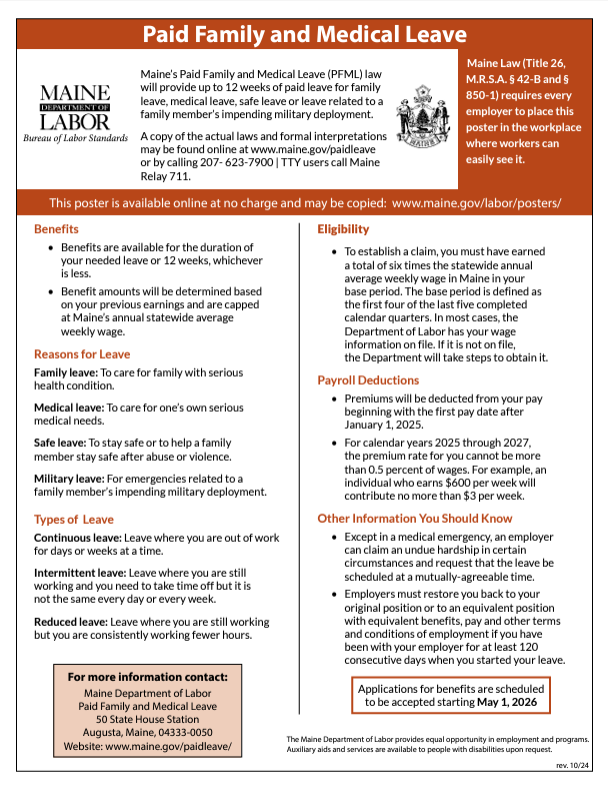 Paid Family and Medical Leave
MAINE
DEPARTMENT OF
LABOR
Bureau of Labor Standards
Maine's Paid Family and Medical Leave (PFML) law
will provide up to 12 weeks of paid leave for family
leave, medical leave, safe leave or leave related to a
family member's impending military deployment.
A copy of the actual laws and formal interpretations
may be found online at www.maine.gov/paidleave
or by calling 207- 623-7900 | TTY users call Maine
Relay 711.
MAINE
Maine Law (Title 26,
M.R.S.A. § 42-B and §
850-1) requires every
employer to place this
poster in the workplace
where workers can
easily see it.
This poster is available online at no charge and may be copied: www.maine.gov/labor/posters/
Benefits
• Benefits are available for the duration of
your needed leave or 12 weeks, whichever
is less.
• Benefit amounts will be determined based
on your previous earnings and are capped
at Maine's annual statewide average
weekly wage.
Reasons for Leave
Family leave: To care for family with serious
health condition.
Medical leave: To care for one's own serious
medical needs.
Safe leave: To stay safe or to help a family
member stay safe after abuse or violence.
Military leave: For emergencies related to a
family member's impending military deployment.
Types of Leave
Continuous leave: Leave where you are out of work
for days or weeks at a time.
Intermittent leave: Leave where you are still
working and you need to take time off but it is
not the same every day or every week.
Reduced leave: Leave where you are still working
but you are consistently working fewer hours.
For more information contact:
Maine Department of Labor
Paid Family and Medical Leave
50 State House Station
Augusta, Maine, 04333-0050
Website: www.maine.gov/paidleave/
Eligibility
• To establish a claim, you must have earned
a total of six times the statewide annual
average weekly wage in Maine in your
base period. The base period is defined as
the first four of the last five completed
calendar quarters. In most cases, the
Department of Labor has your wage
information on file. If it is not on file,
the Department will take steps to obtain it.
Payroll Deductions
• Premiums will be deducted from your pay
beginning with the first pay date after
January 1, 2025.
• For calendar years 2025 through 2027,
the premium rate for you cannot be more
than 0.5 percent of wages. For example, an
individual who earns $600 per week will
contribute no more than $3 per week.
Other Information You Should Know
• Except in a medical emergency, an employer
can claim an undue hardship in certain
circumstances and request that the leave be
scheduled at a mutually-agreeable time.
• Employers must restore you back to your
original position or to an equivalent position
with equivalent benefits, pay and other terms
and conditions of employment if you have
been with your employer for at least 120
consecutive days when you started your leave.
Applications for benefits are scheduled
to be accepted starting May 1, 2026
The Maine Department of Labor provides equal opportunity in employment and programs.
Auxiliary aids and services are available to people with disabilities upon request.
rev. 10/24